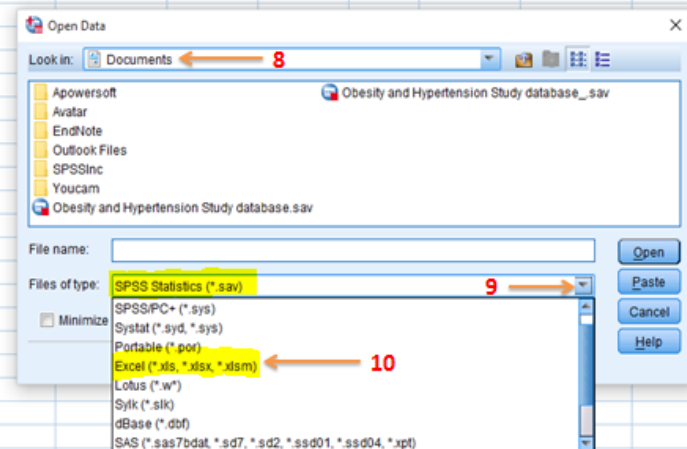 Open Data
Look in: Documents 8
Apowersoft
Avatar
EndNote
Outlook Files
SPSSInc
Youcam
Obesity and Hypertension Study database.sav
Obesity and Hypertension Study database_.sav
File name:
Open
Files of type: SPSS Statistics (*.sav) 9
Paste
SPSS/PC+ (*.sys)
Minimize
Cancel
Systat (*.syd, *.sys)
Portable (*.por)
Help
Excel (*.xls, *.xlsx, *.xlsm) 10
Lotus (*.w*)
Sylk (*.slk)
dBase (*.dbf)
SAS (*.sas7bdat, *.sd7, *.sd2, *.ssd01, *.ssd04, *.xpt)